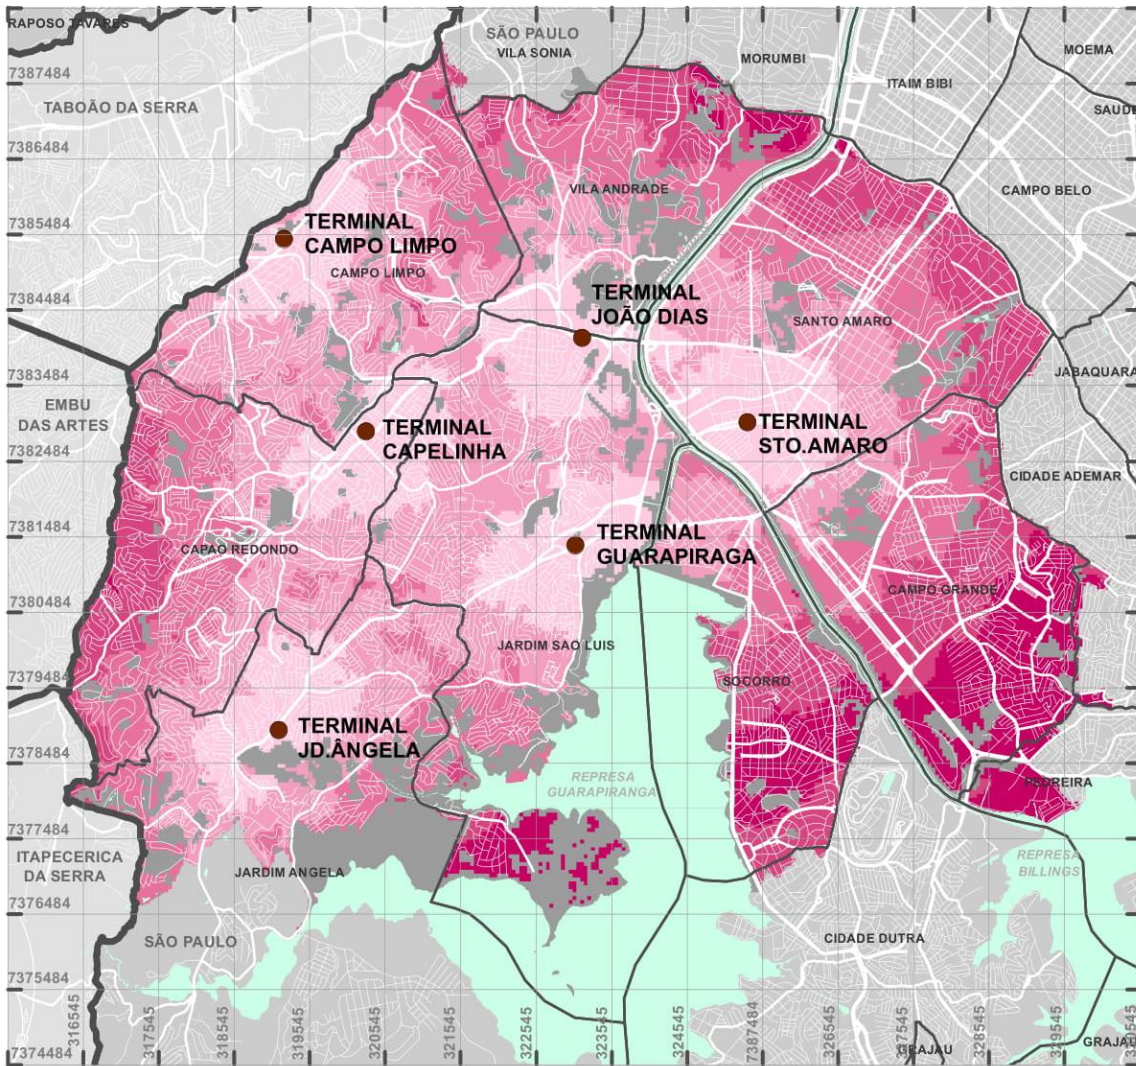 RAPOSO TAVARES
SÃO PAULO
VILA SONIA
MORUMBI
MOEMA
ITAIM BIBI
7387484
TABOÃO DA SERRA
SAUDE
7386484
VILA ANDRADE
CAMPO BELO
7385484
TERMINAL
CAMPO LIMPO
CAMPO LIMPO
7384484
TERMINAL
JOÃO DIAS
SANTO AMARO
JABAQUARA
7383484
EMBU
DAS ARTES
TERMINAL
CAPELINHA
TERMINAL
STO.AMARO
7382484
CIDADE ADEMAR
7381484
CAPAO REDONDO
TERMINAL
GUARAPIRAGA
CAMPO GRANDE
7380484
JARDIM SAO LUIS
7379484
SOCORRO
TERMINAL
JD.ÂNGELA
7378484
REPRESA
GUARAPIRANGA
PEDREIRA
7377484
ITAPECERICA
DA SERRA
JARDIM ANGELA
REPRESA
BILLINGS
7376484
SÃO PAULO
CIDADE DUTRA
7375484
316545
317545
318545
319545
320545
321545
322545
323545
324545
7387484
326545
327545
328545
329545
330545
GRAJAU
GRAJAU
7374484